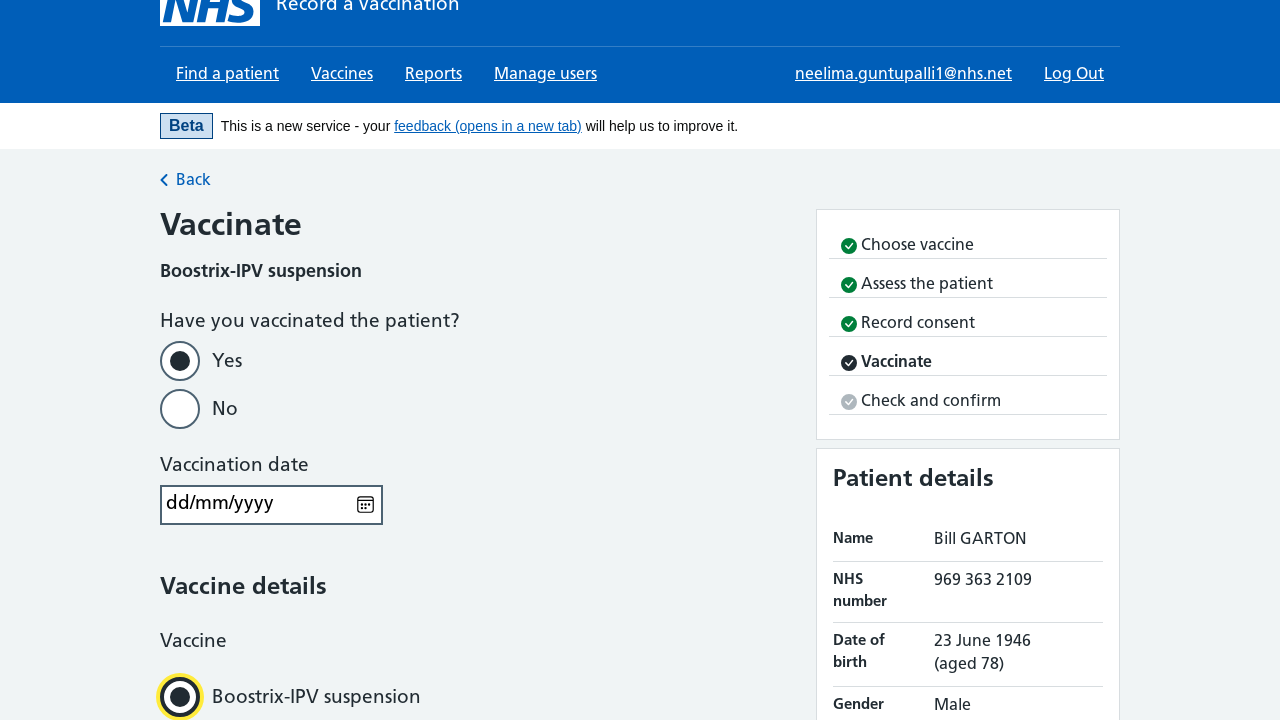 NHS Record a vaccination
Find a patient Vaccines Reports Manage users neelima.guntupalli1@nhs.net Log Out
Beta This is a new service - your feedback (opens in a new tab) will help us to improve it.
Back
Vaccinate
Boostrix-IPV suspension
Have you vaccinated the patient?
Yes
No
Vaccination date
dd/mm/yyyy
Vaccine details
Vaccine
Boostrix-IPV suspension
Choose vaccine
Assess the patient
Record consent
Vaccinate
Check and confirm
Patient details
Name Bill GARTON
NHS number 969 363 2109
Date of birth 23 June 1946 (aged 78)
Gender Male